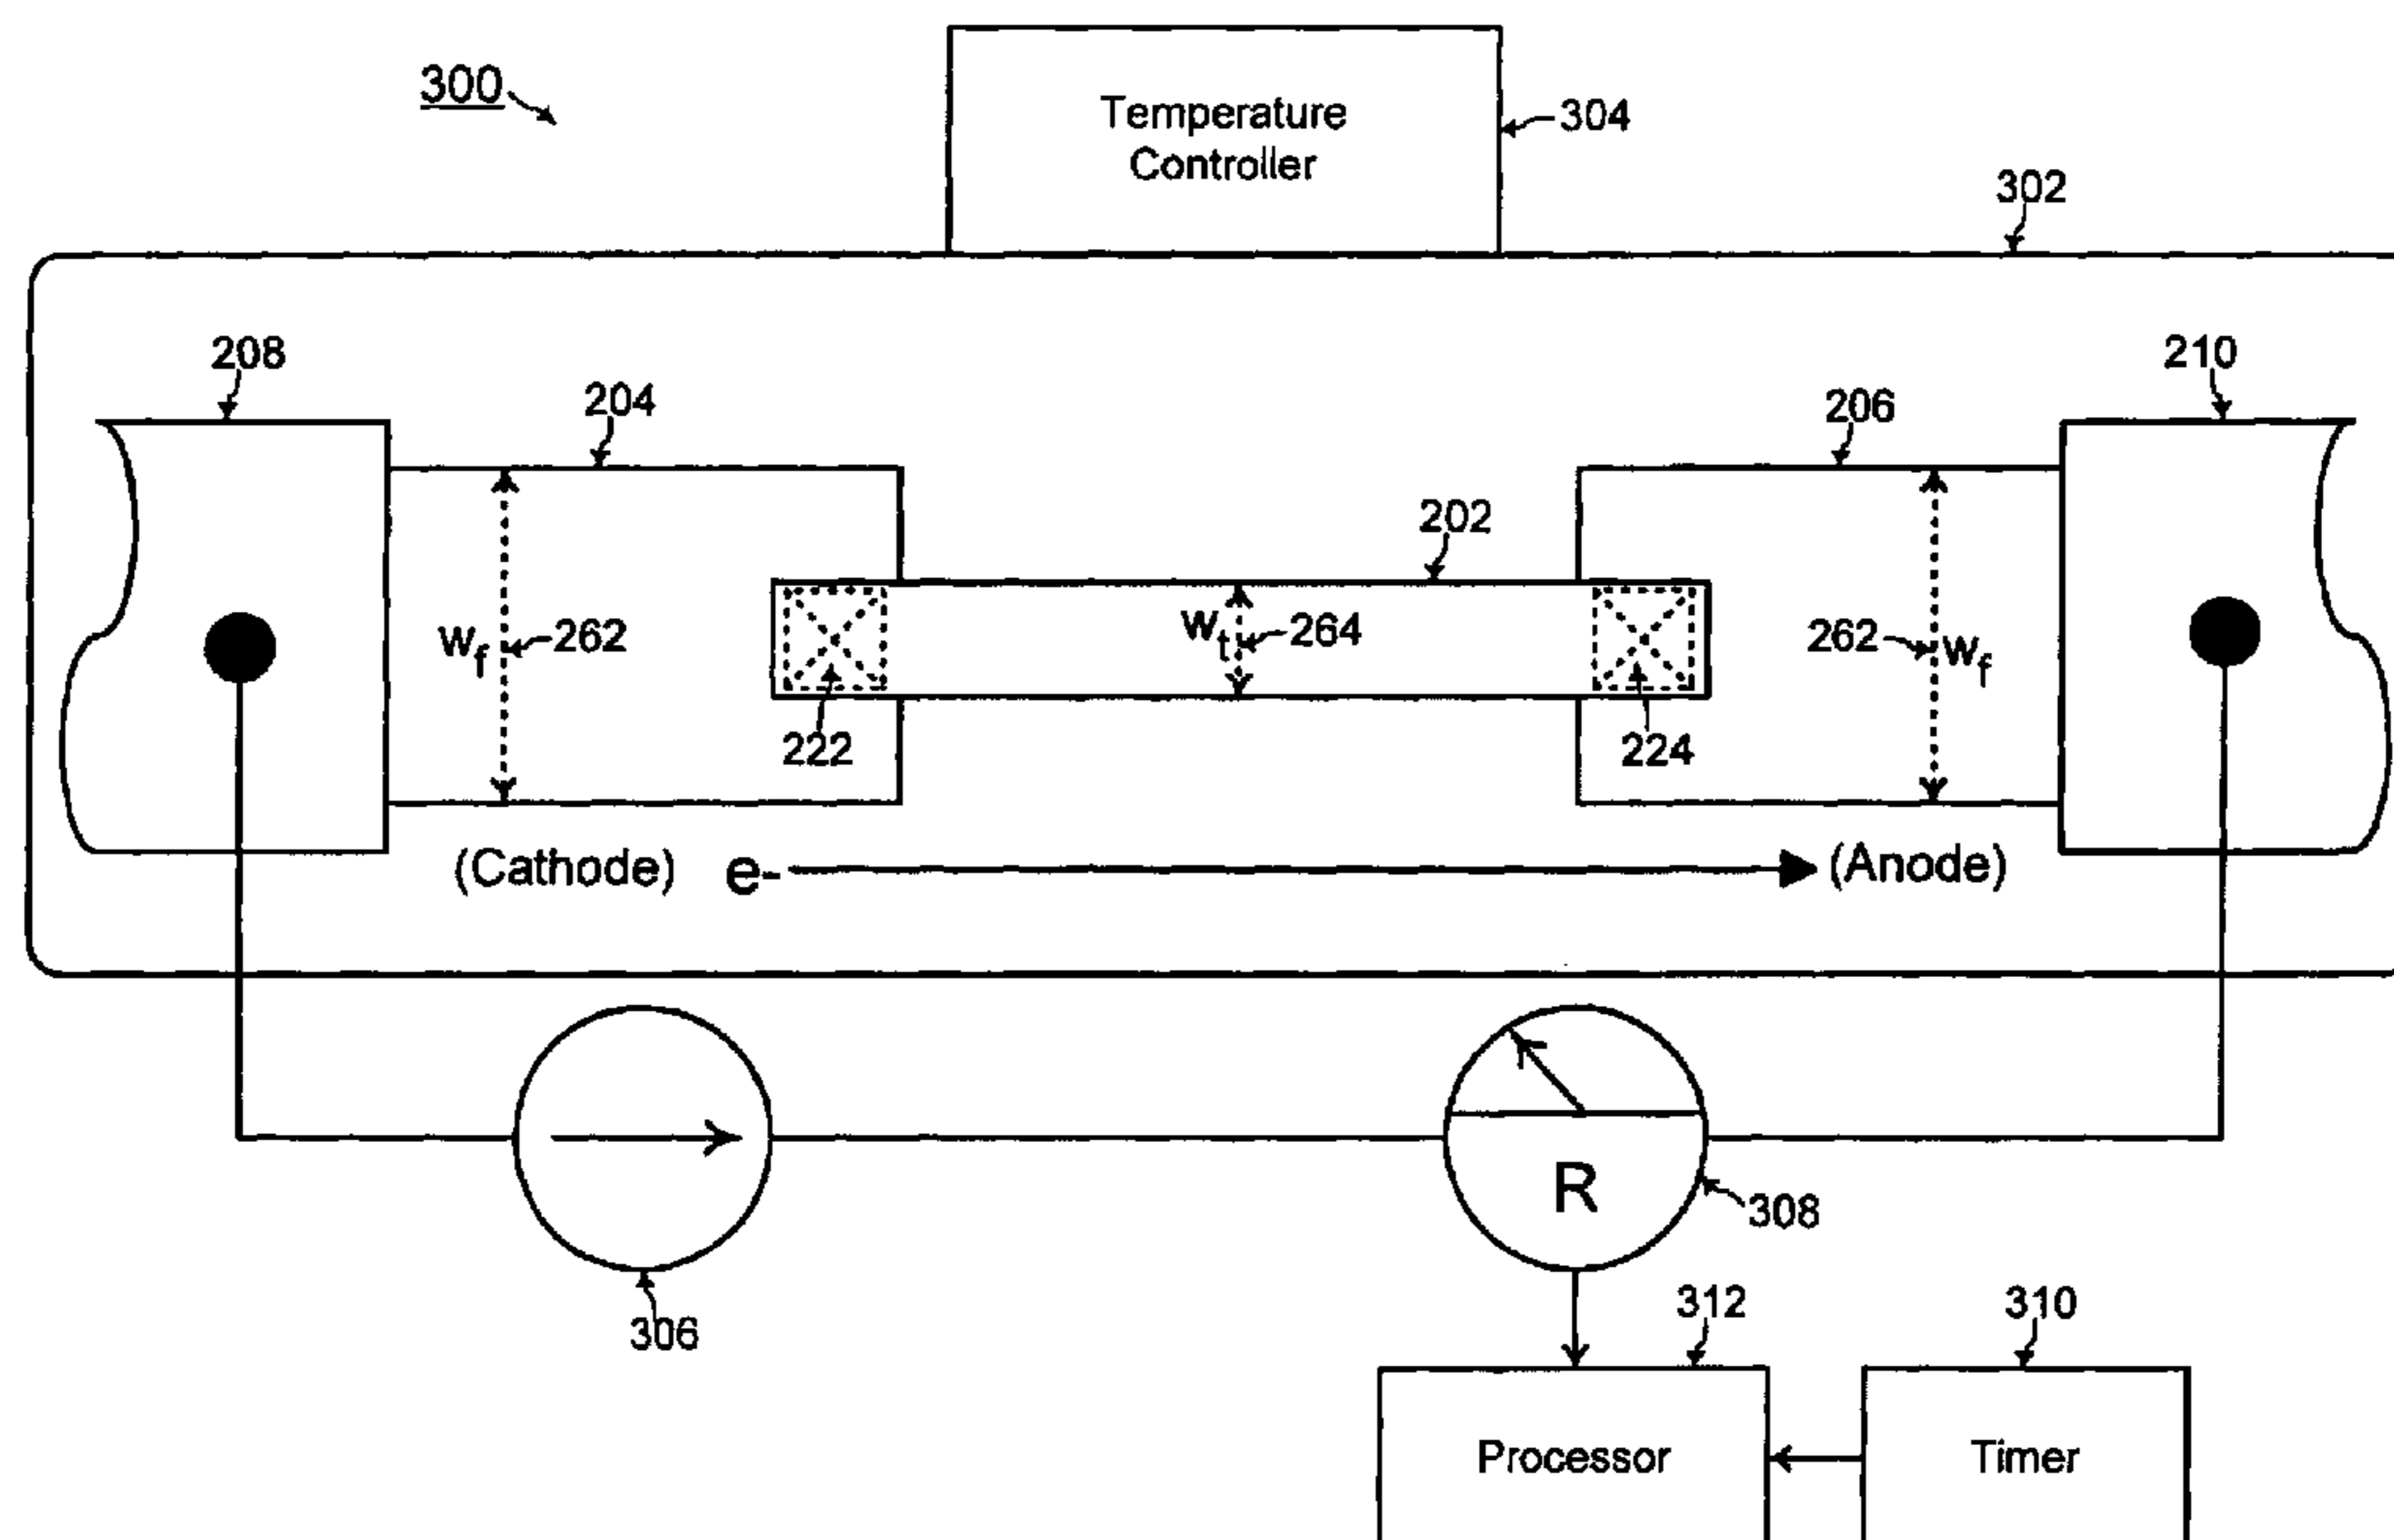 300
Temperature
Controller
304
302
208
204
206
210
202
Wf
262
Wt
264
262
Wf
222
224
(Cathode)
e-
(Anode)
R
308
306
312
310
Processor
Timer